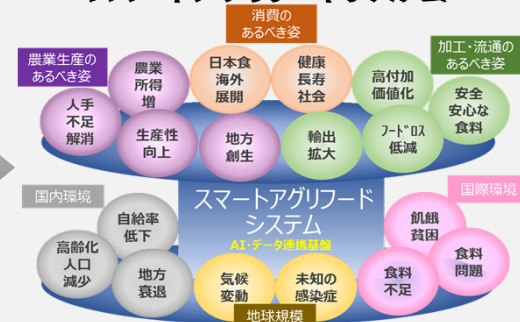 消費の
あるべき姿
農業生産の
あるべき姿
加工・流通の
あるべき姿
農業
所得
増
日本食
海外
展開
健康
長寿
社会
高付加
価値化
安全
安心な
食料
人手
不足
解消
生産性
向上
地方
創生
輸出
拡大
フードロス
低減
スマートアグリフード
システム
AI・データ連携基盤
国内環境
国際環境
自給率
低下
飢餓
貧困
高齢化
人口
減少
食料
問題
地方
衰退
気候
変動
未知の
感染症
食料
不足
地球規模